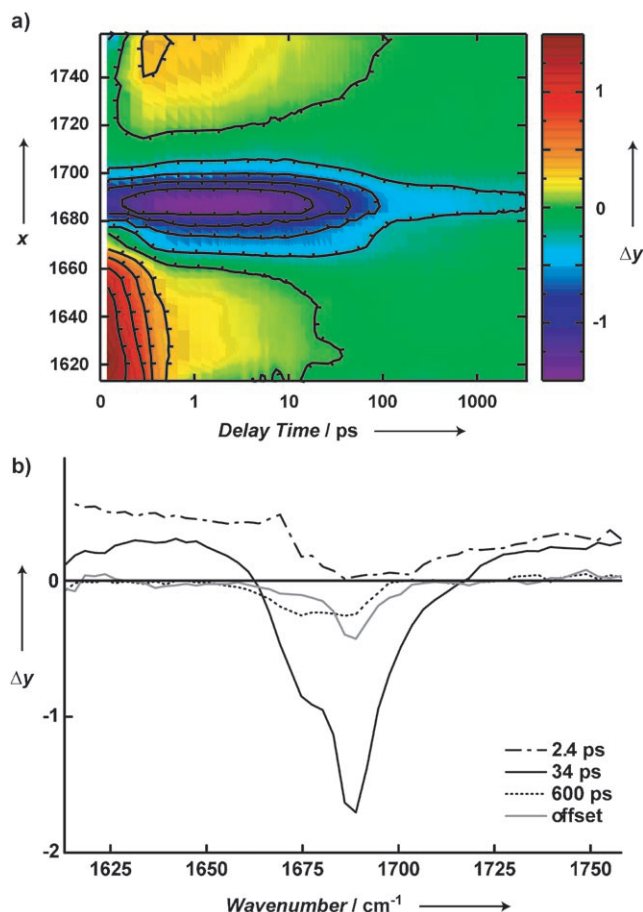 a)
1740
1720
1700
1680
1660
1640
1620
x
0 1 10 100 1000
Delay Time / ps
1
0
-1
Δy
b)
0
-1
-2
Δy
2.4 ps
34 ps
600 ps
offset
1625 1650 1675 1700 1725 1750
Wavenumber / cm⁻¹